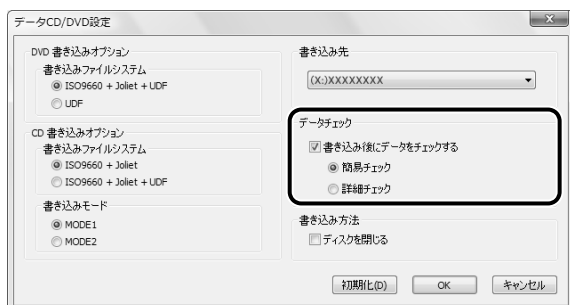 データCD/DVD設定
DVD 書き込みオプション
書き込みファイルシステム
ISO9660 + Joliet + UDF
UDF
CD 書き込みオプション
書き込みファイルシステム
ISO9660 + Joliet
ISO9660 + Joliet + UDF
書き込みモード
MODE1
MODE2
書き込み先
(X:)XXXXXXXX
データチェック
書き込み後にデータをチェックする
簡易チェック
詳細チェック
書き込み方法
ディスクを閉じる
初期化(D)
OK
キャンセル